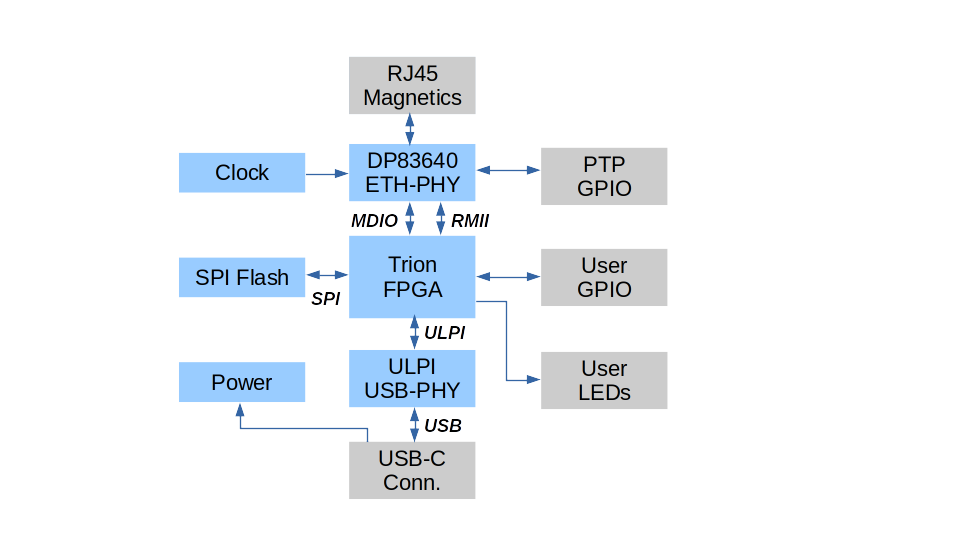 RJ45
Magnetics
Clock
DP83640
ETH-PHY
PTP
GPIO
MDIO
RMII
SPI Flash
SPI
Trion
FPGA
User
GPIO
ULPI
Power
ULPI
USB-PHY
User
LEDs
USB
USB-C
Conn.